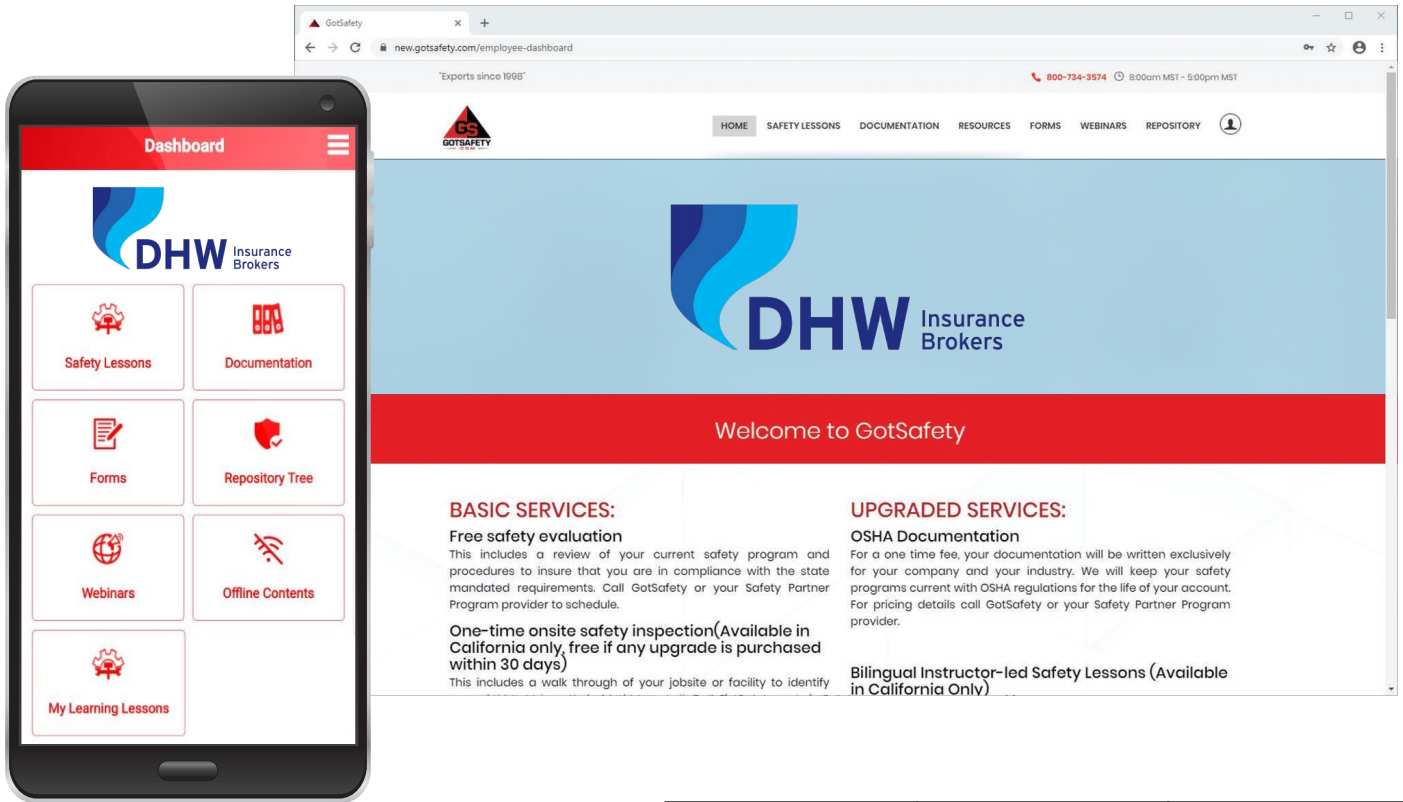 Dashboard
DHW Insurance
Brokers
Safety Lessons
Documentation
Forms
Repository Tree
Webinars
Offline Contents
My Learning Lessons
GotSafety
new.gotsafety.com/employee-dashboard
"Experts since 1998"
800-734-3574 8:00am MST - 5:00pm MST
GS
GOTSAFETY
.COM
HOME SAFETY LESSONS DOCUMENTATION RESOURCES FORMS WEBINARS REPOSITORY
DHW Insurance
Brokers
Welcome to GotSafety
BASIC SERVICES:
Free safety evaluation
This includes a review of your current safety program and
procedures to insure that you are in compliance with the state
mandated requirements. Call GotSafety or your Safety Partner
Program provider to schedule.
One-time onsite safety inspection(Available in
California only, free if any upgrade is purchased
within 30 days)
This includes a walk through of your jobsite or facility to identify
UPGRADED SERVICES:
OSHA Documentation
For a one time fee, your documentation will be written exclusively
for your company and your industry. We will keep your safety
programs current with OSHA regulations for the life of your account.
For pricing details call GotSafety or your Safety Partner Program
provider.
Bilingual Instructor-led Safety Lessons (Available
in California Only)